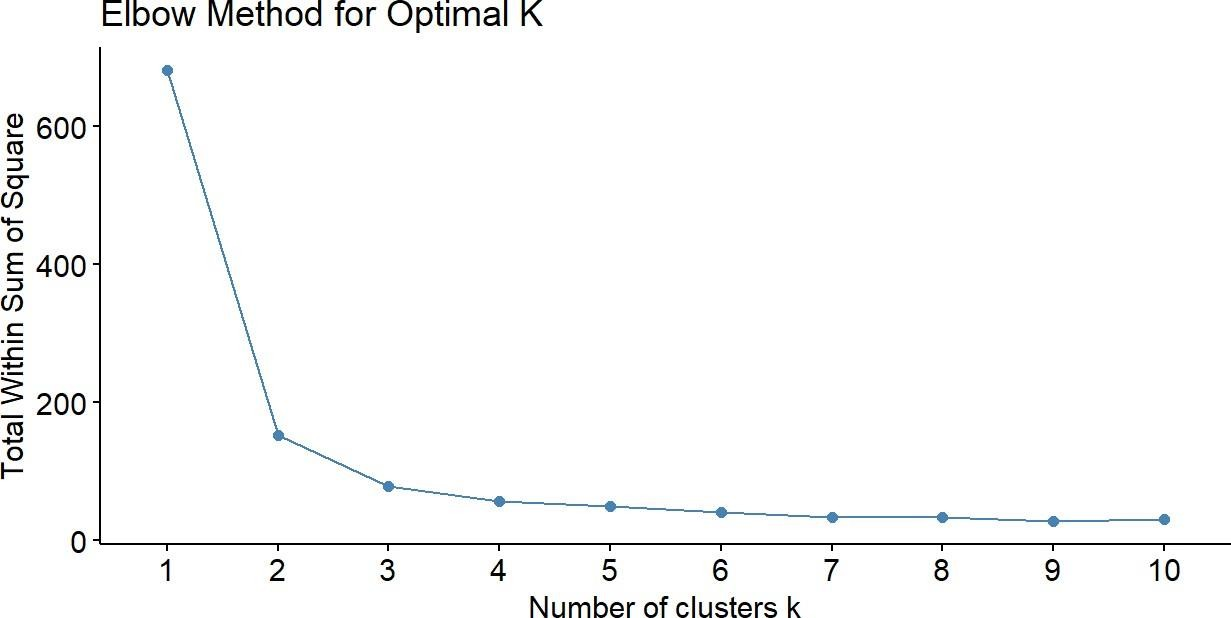 Elbow Method for Optimal K
Total Within Sum of Square
600
400
200
0
1 2 3 4 5 6 7 8 9 10
Number of clusters k